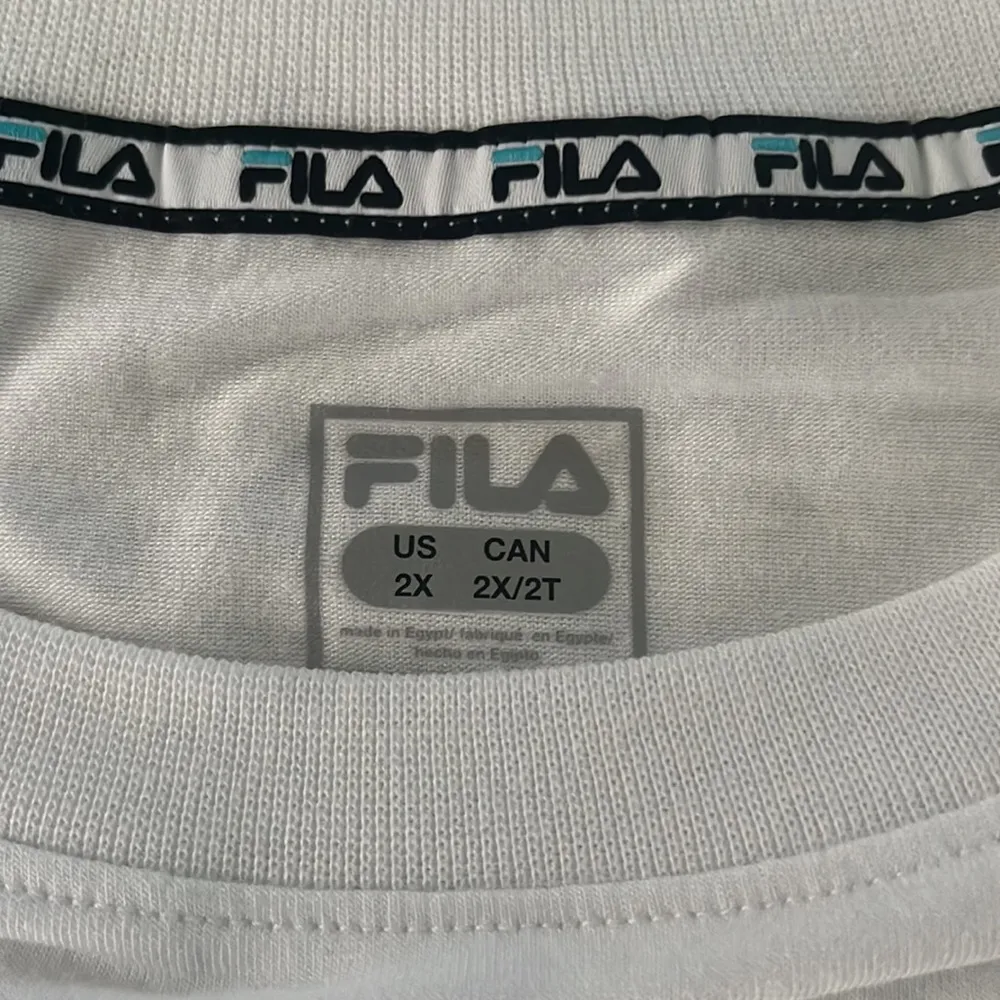 FILA FILA FILA FILA
FILA
US CAN
2X 2X/2T
made in Egypt/ fabriqué en Egypte/
hecho en Egipto